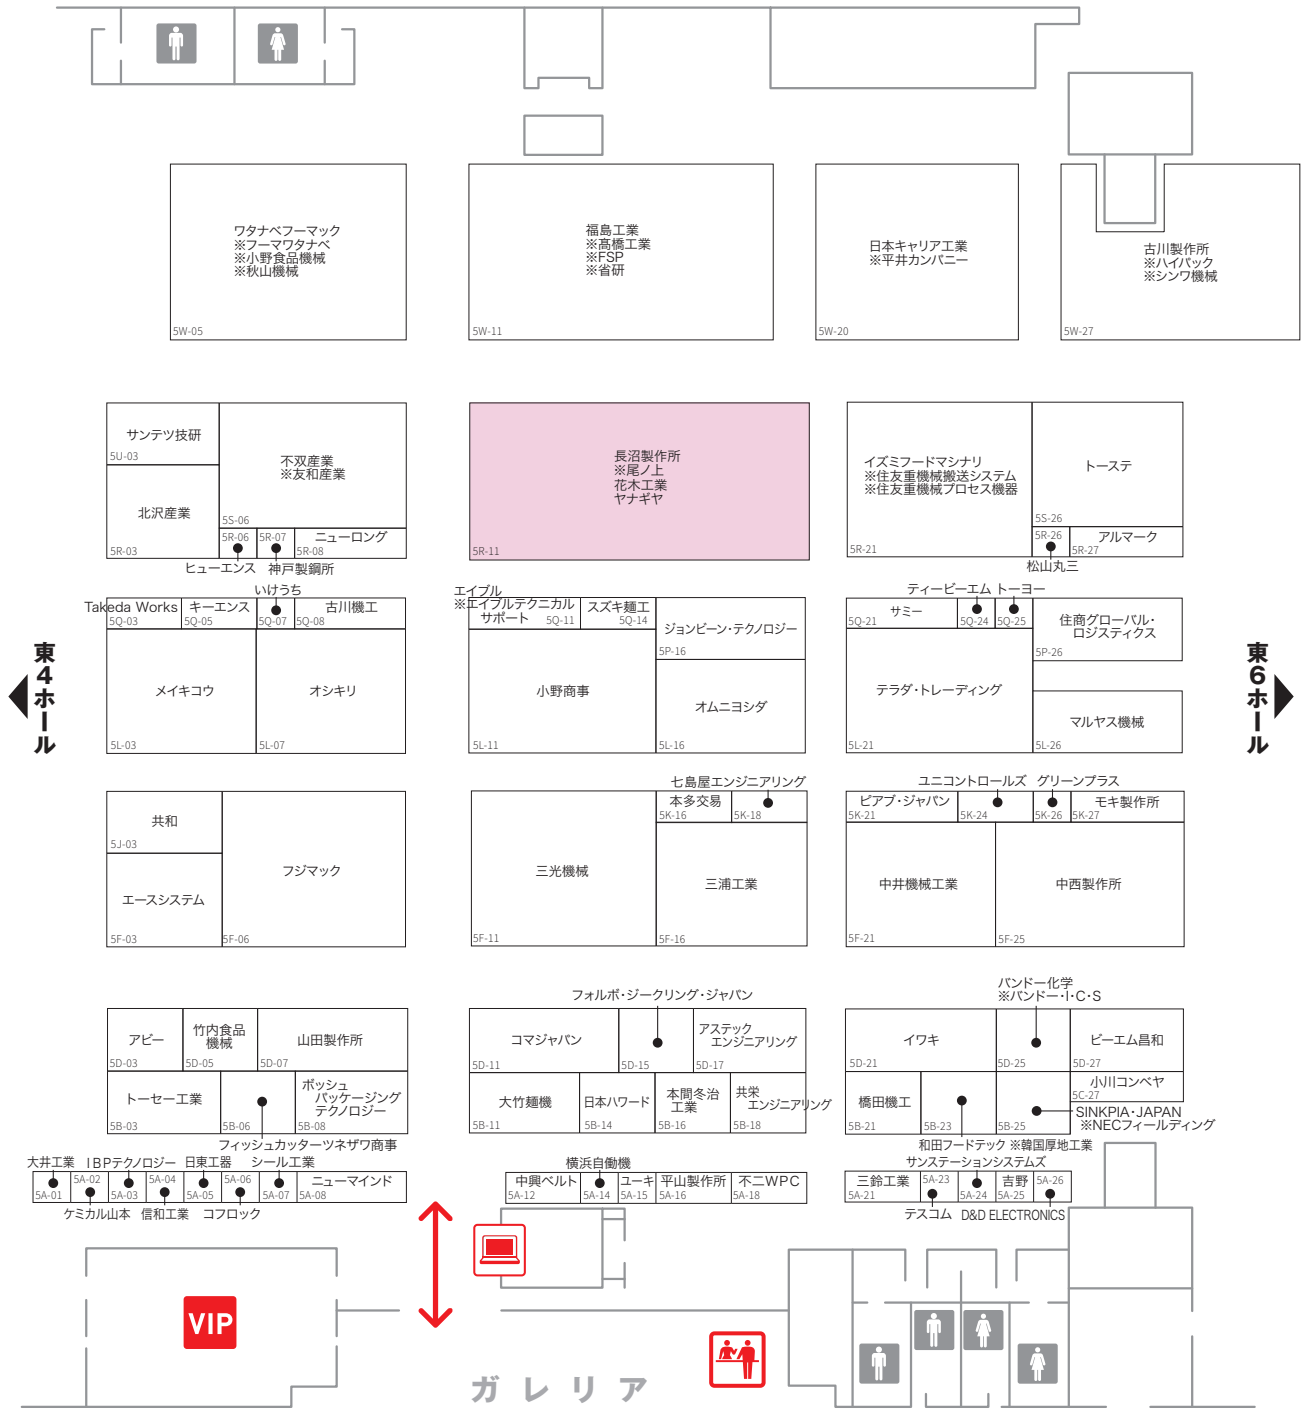 ワタナベフーマック
※フーマワタナベ
※小野食品機械
※秋山機械
5W-05
福島工業
※髙橋工業
※FSP
※省研
5W-11
日本キャリア工業
※平井カンパニー
5W-20
古川製作所
※ハイパック
※シンワ機械
5W-27
サンテツ技研
5U-03
不双産業
※友和産業
5S-06
北沢産業
5R-03
5R-06
5R-07
ニューロング
5R-08
ヒューエンス
神戸製鋼所
長沼製作所
※尾ノ上
花木工業
ヤナギヤ
5R-11
イズミフードマシナリ
※住友重機械搬送システム
※住友重機械プロセス機器
5R-21
トーステ
5S-26
5R-26
アルマーク
5R-27
松山丸三
いけうち
Takeda Works
5Q-03
キーエンス
5Q-05
5Q-07
古川機工
5Q-08
エイブル
※エイブルテクニカル
サポート
5Q-11
スズキ麺工
5Q-14
ジョンビーン・テクノロジー
5P-16
ティービーエム
トーヨー
サミー
5Q-21
5Q-24
5Q-25
住商グローバル・
ロジスティクス
5P-26
東4ホール
メイキコウ
5L-03
オシキリ
5L-07
小野商事
5L-11
オムニヨシダ
5L-16
テラダ・トレーディング
5L-21
マルヤス機械
5L-26
東6ホール
共和
5J-03
エースシステム
5F-03
フジマック
5F-06
七島屋エンジニアリング
本多交易
5K-16
5K-18
三光機械
5F-11
三浦工業
5F-16
ユニコントロールズ
グリーンプラス
ピアブ・ジャパン
5K-21
5K-24
5K-26
モキ製作所
5K-27
中井機械工業
5F-21
中西製作所
5F-25
アビー
5D-03
竹内食品
機械
5D-05
山田製作所
5D-07
トーセー工業
5B-03
5B-06
ボッシュ
パッケージング
テクノロジー
5B-08
フィッシュカッターツネザワ商事
フォルボ・ジークリング・ジャパン
コマジャパン
5D-11
5D-15
アステック
エンジニアリング
5D-17
大竹麺機
5B-11
日本ハワード
5B-14
本間冬治
工業
5B-16
共栄
エンジニアリング
5B-18
バンドー化学
※バンドー・I・C・S
イワキ
5D-21
5D-25
ビーエム昌和
5D-27
橋田機工
5B-21
5B-23
5B-25
小川コンベヤ
5C-27
SINKPIA・JAPAN
※NECフィールディング
和田フードテック ※韓国厚地工業
大井工業
IBPテクノロジー
日東工器
シール工業
5A-01
5A-02
5A-03
5A-04
5A-05
5A-06
5A-07
ニューマインド
5A-08
ケミカル山本
信和工業
コフロック
横浜自働機
中興ベルト
5A-12
5A-14
ユーキ
5A-15
平山製作所
5A-16
不二WPC
5A-18
サンステーションシステムズ
三鈴工業
5A-21
5A-23
5A-24
吉野
5A-25
5A-26
テスコム
D&D ELECTRONICS
VIP
ガレリア